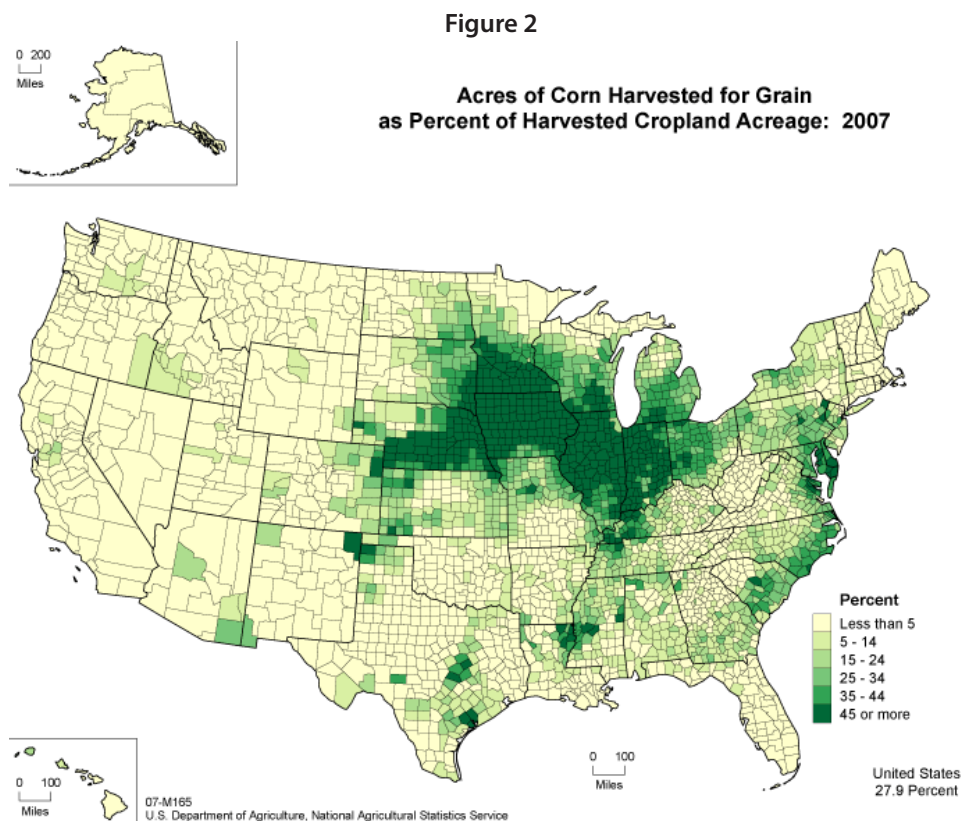 Figure 2
0 200
Miles
Acres of Corn Harvested for Grain
as Percent of Harvested Cropland Acreage: 2007
Percent
Less than 5
5 - 14
15 - 24
25 - 34
35 - 44
45 or more
0 100
Miles
0 100
Miles
United States
27.9 Percent
07-M165
U.S. Department of Agriculture, National Agricultural Statistics Service